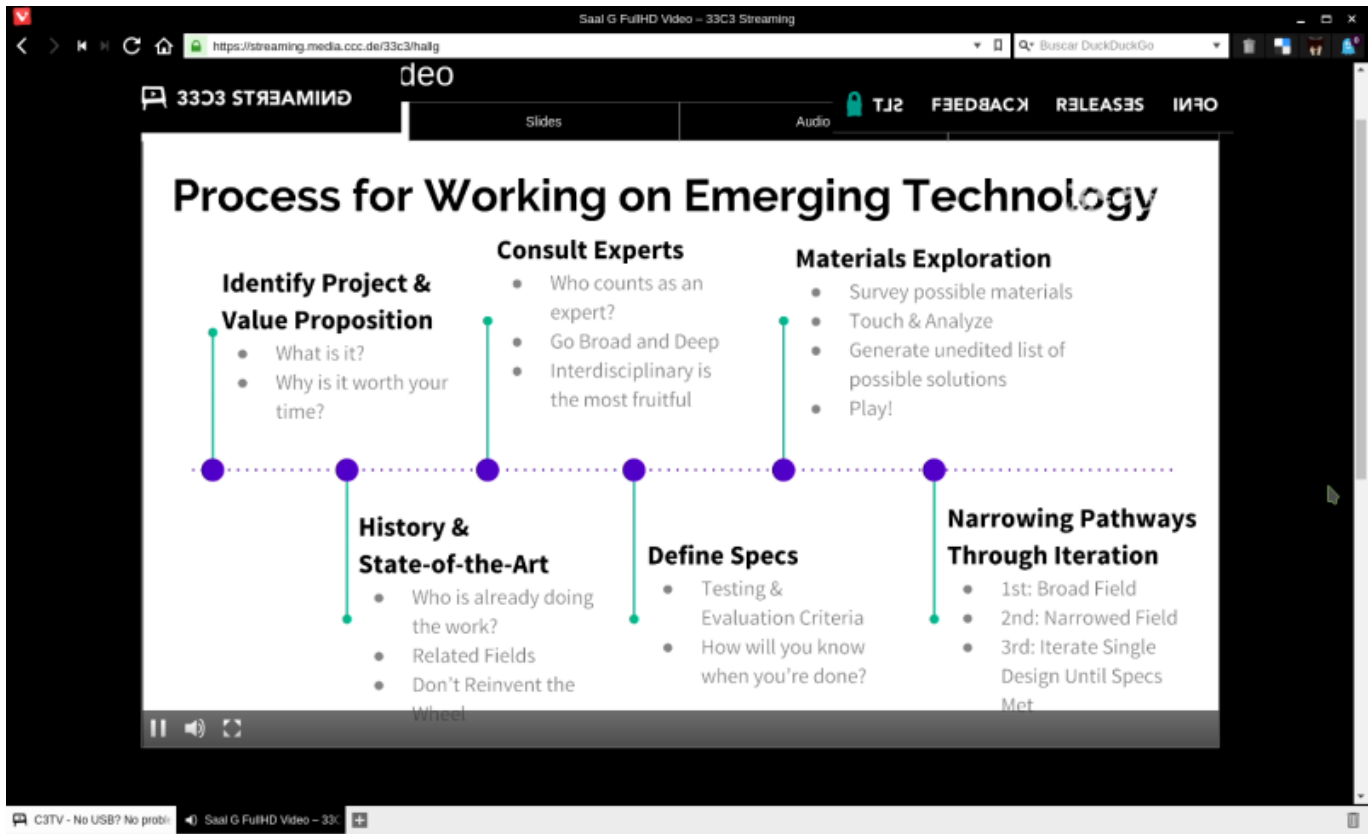 Saal G FullHD Video – 33C3 Streaming
https://streaming.media.ccc.de/33c3/hallg
Buscar DuckDuckGo
deo
33C3 STREAMING
TLS FEEDBACK RELEASES INFO
Slides Audio
Process for Working on Emerging Technology
Identify Project &
Value Proposition
● What is it?
● Why is it worth your
time?
Consult Experts
● Who counts as an
expert?
● Go Broad and Deep
● Interdisciplinary is
the most fruitful
Materials Exploration
● Survey possible materials
● Touch & Analyze
● Generate unedited list of
possible solutions
● Play!
History &
State-of-the-Art
● Who is already doing
the work?
● Related Fields
● Don't Reinvent the
Wheel
Define Specs
● Testing &
Evaluation Criteria
● How will you know
when you're done?
Narrowing Pathways
Through Iteration
● 1st: Broad Field
● 2nd: Narrowed Field
● 3rd: Iterate Single
Design Until Specs
Met
C3TV - No USB? No proble
Saal G FullHD Video – 33C